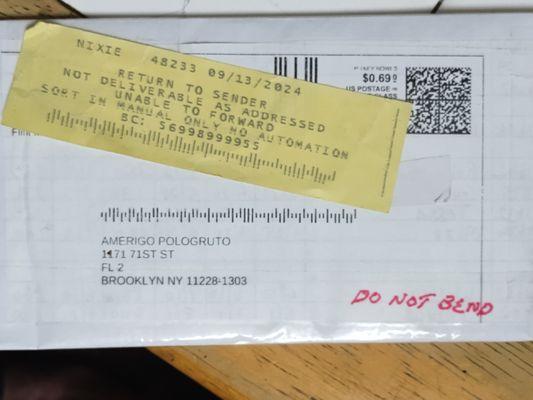 NIXIE 48233 09/13/2024
RETURN TO SENDER
NOT DELIVERABLE AS ADDRESSED
UNABLE TO FORWARD
SORT IN MANUAL ONLY NO AUTOMATION
BC: 56998999955
$0.69
US POSTAGE
AMERIGO POLOGRUTO
1171 71ST ST
FL 2
BROOKLYN NY 11228-1303
DO NOT BEND